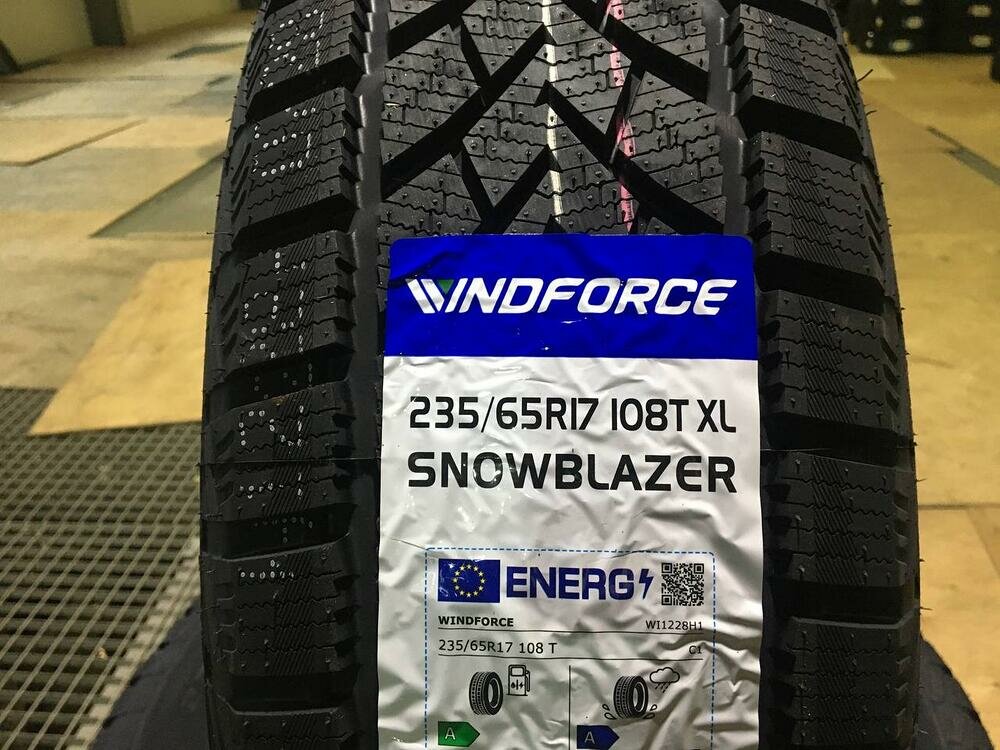 WINDFORCE
235/65R17 108T XL
SNOWBLAZER
ENERG
WINDFORCE WI1228H1
235/65R17 108 T C1
A A